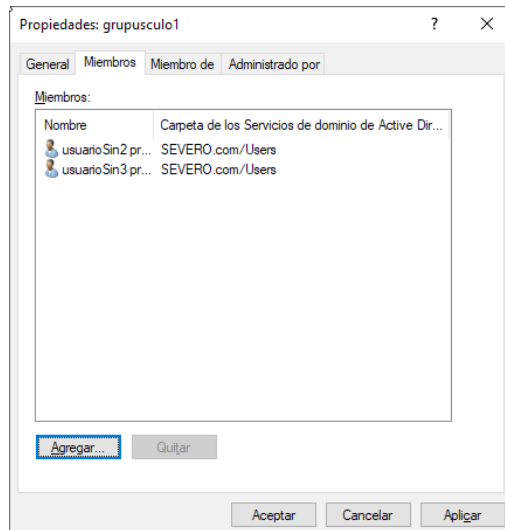 Propiedades: grupusculo1 ? ×
General Miembros Miembro de Administrado por
Miembros:
Nombre Carpeta de los Servicios de dominio de Active Dir...
usuarioSin2 pr... SEVERO.com/Users
usuarioSin3 pr... SEVERO.com/Users
Agregar... Quitar
Aceptar Cancelar Aplicar